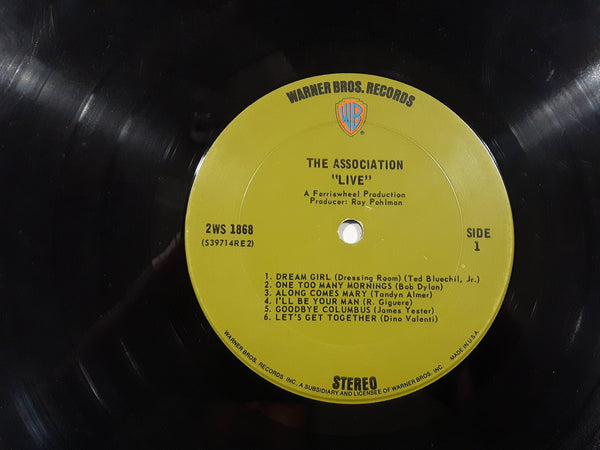 WARNER BROS. RECORDS
WB
®
THE ASSOCIATION
"LIVE"
A Ferriswheel Production
Producer: Ray Pohlman
2WS 1868
(S39714RE2)
SIDE
1
1. DREAM GIRL (Dressing Room) (Ted Bluechil, Jr.)
2. ONE TOO MANY MORNINGS (Bob Dylan)
3. ALONG COMES MARY (Tandyn Almer)
4. I'LL BE YOUR MAN (R. Giguere)
5. GOODBYE COLUMBUS (James Yester)
6. LET'S GET TOGETHER (Dino Valenti)
STEREO
WARNER BROS. RECORDS INC. A SUBSIDIARY AND LICENSEE OF WARNER BROS. INC.
MADE IN U.S.A.